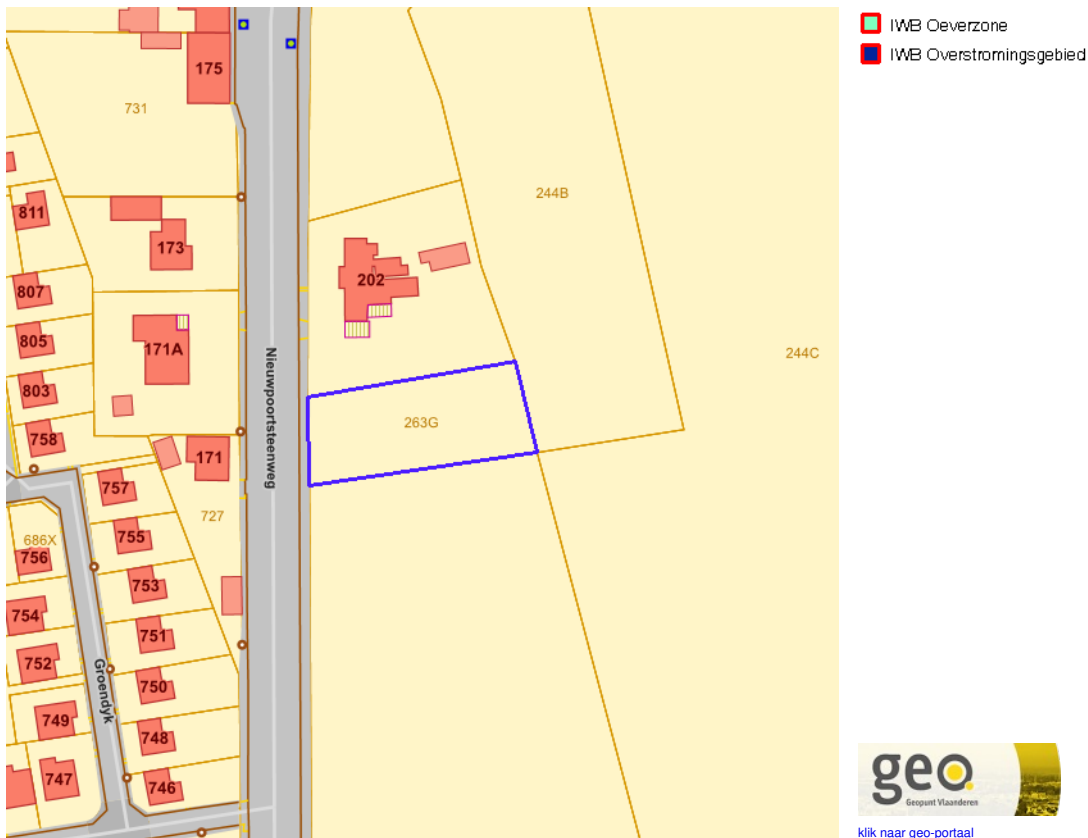 IWB Oeverzone
IWB Overstromingsgebied
175
731
811
173
244B
807
202
805
171A
Nieuwpoortsteenweg
244C
803
263G
758
171
757
727
755
686X
756
753
754
751
752
Groendyk
750
749
748
747
746
geo
Geopunt Vlaanderen
klik naar geo-portaal